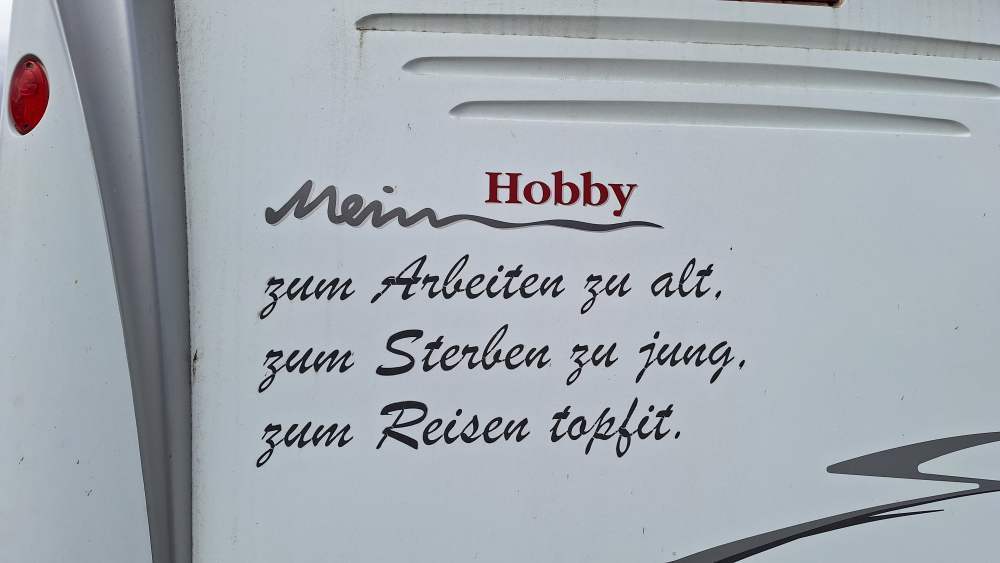 Mein Hobby
zum Arbeiten zu alt,
zum Sterben zu jung,
zum Reisen topfit.